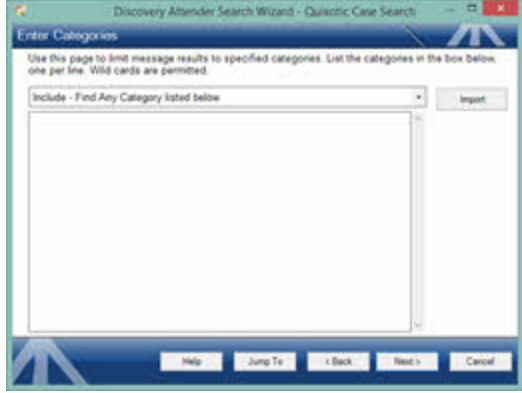 Discovery Attender Search Wizard - Quixotic Case Search
Enter Categories
Use this page to limit message results to specified categories. List the categories in the box below,
one per line. Wild cards are permitted.
Include - Find Any Category listed below
Import
Help
Jump To
< Back
Next >
Cancel